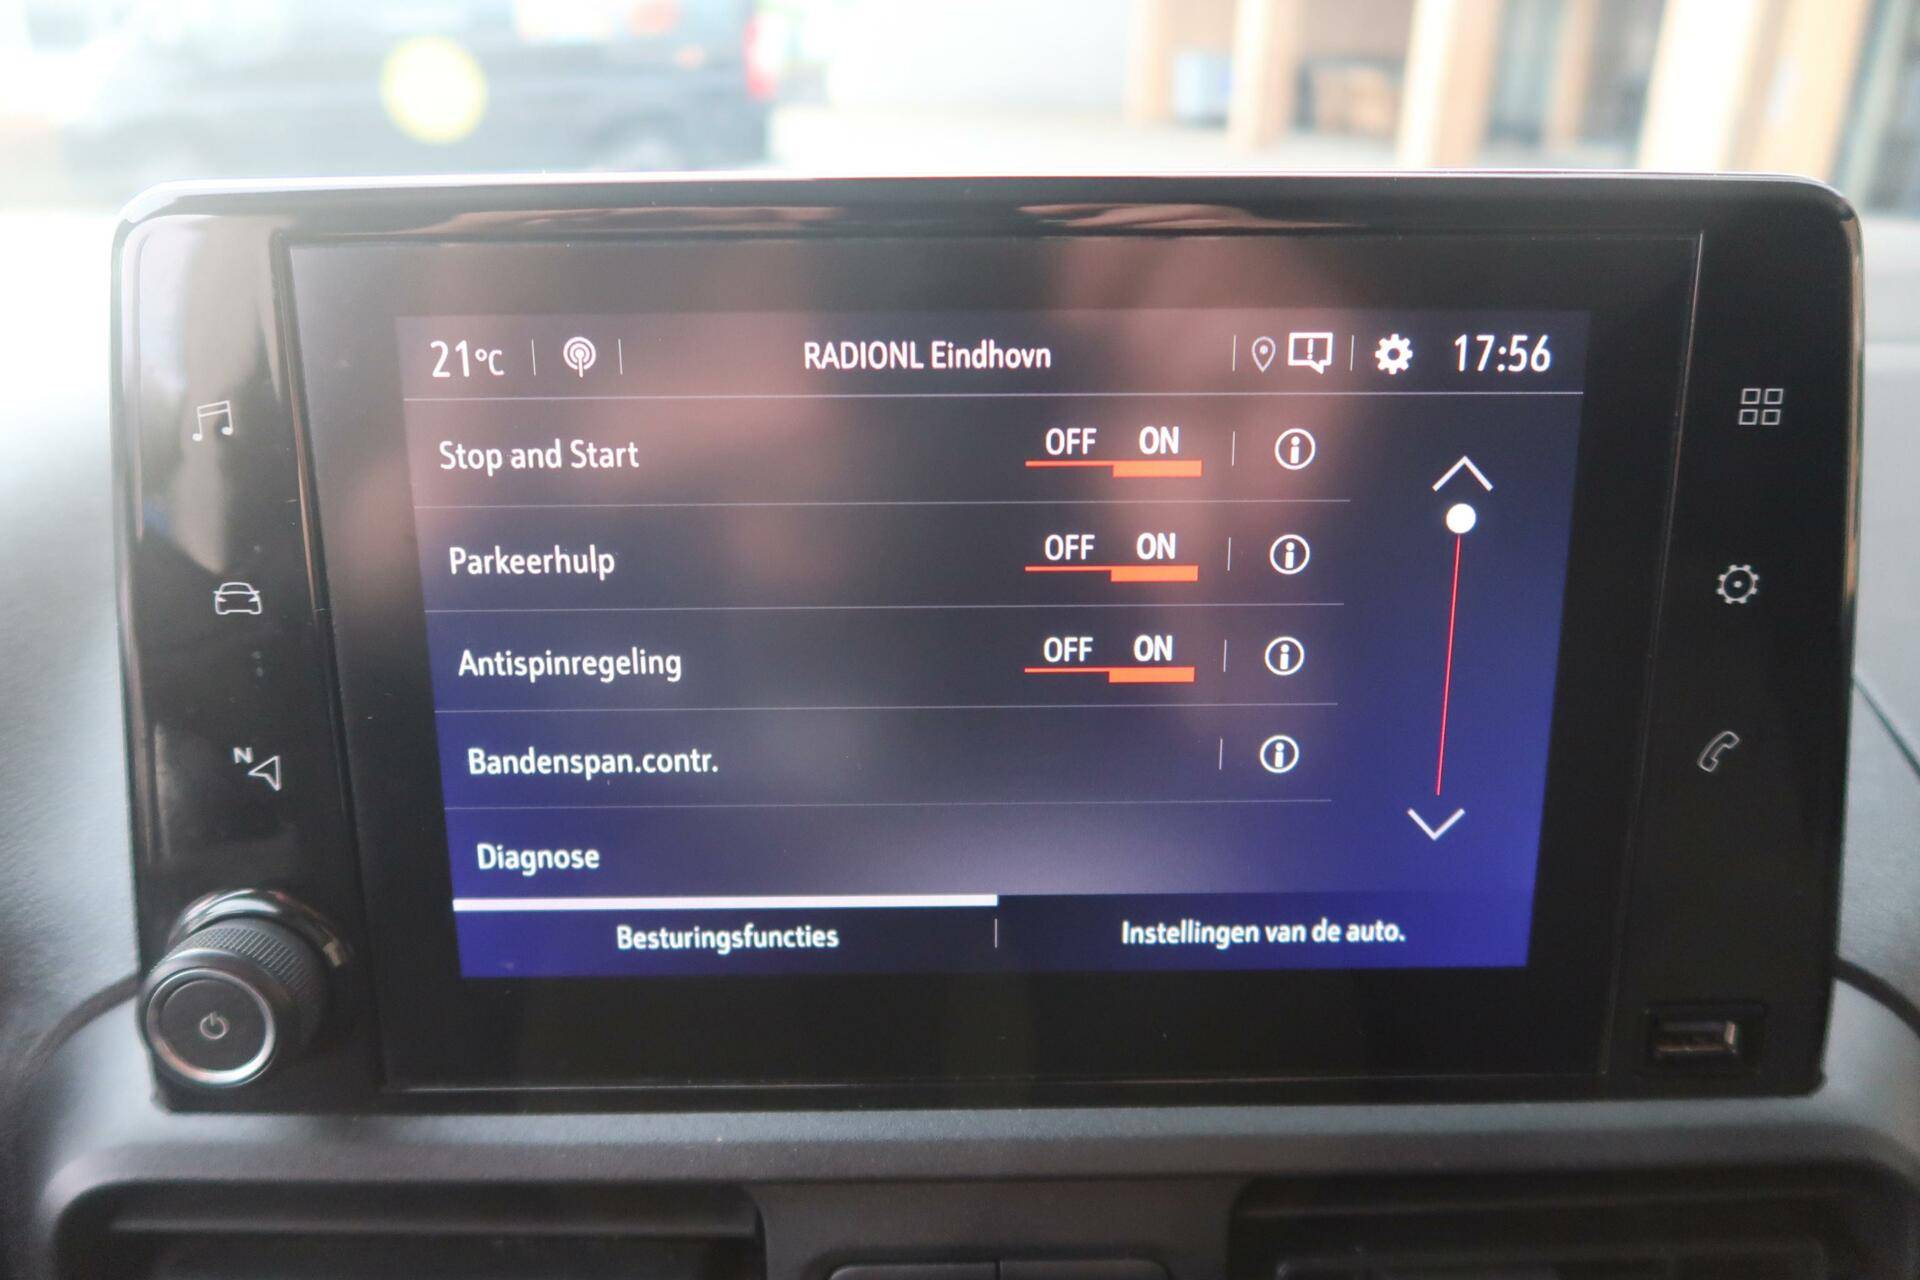 21°C RADIONL Eindhovn 17:56
Stop and Start OFF ON
Parkeerhulp OFF ON
Antispinregeling OFF ON
Bandenspan.contr.
Diagnose
Besturingsfuncties Instellingen van de auto.
N